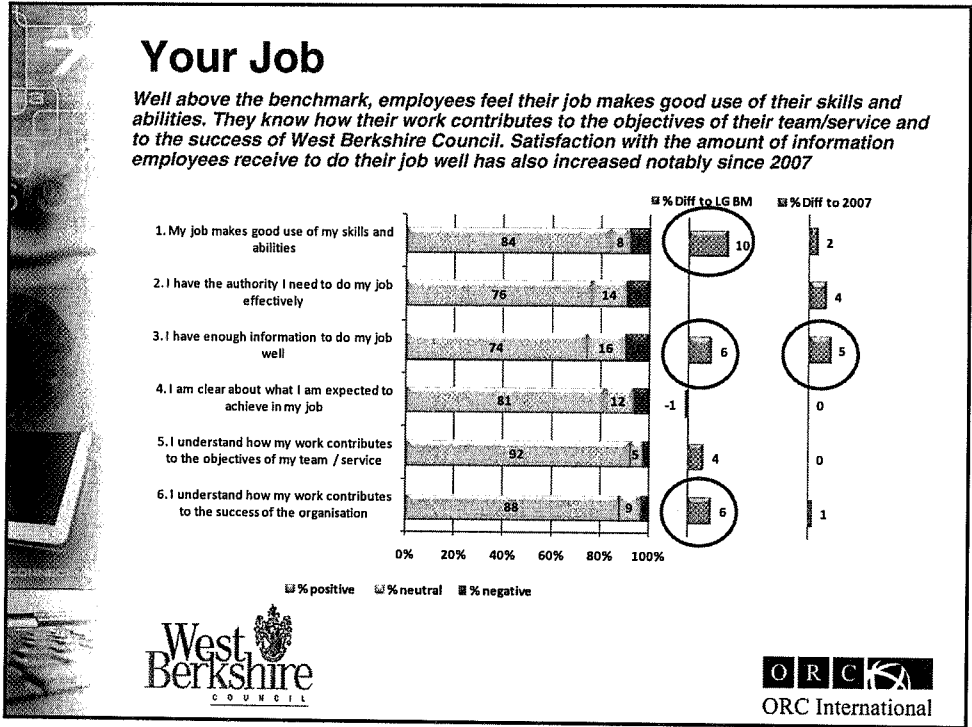 Your Job
Well above the benchmark, employees feel their job makes good use of their skills and
abilities. They know how their work contributes to the objectives of their team/service and
to the success of West Berkshire Council. Satisfaction with the amount of information
employees receive to do their job well has also increased notably since 2007
% Diff to LG BM % Diff to 2007
1. My job makes good use of my skills and
abilities
84 8 10 2
2. I have the authority I need to do my job
effectively
76 14 4
3. I have enough information to do my job
well
74 16 6 5
4. I am clear about what I am expected to
achieve in my job
81 12 -1 0
5. I understand how my work contributes
to the objectives of my team / service
92 5 4 0
6. I understand how my work contributes
to the success of the organisation
88 9 6 1
0% 20% 40% 60% 80% 100%
% positive % neutral % negative
West
Berkshire
COUNCIL
ORC
ORC International